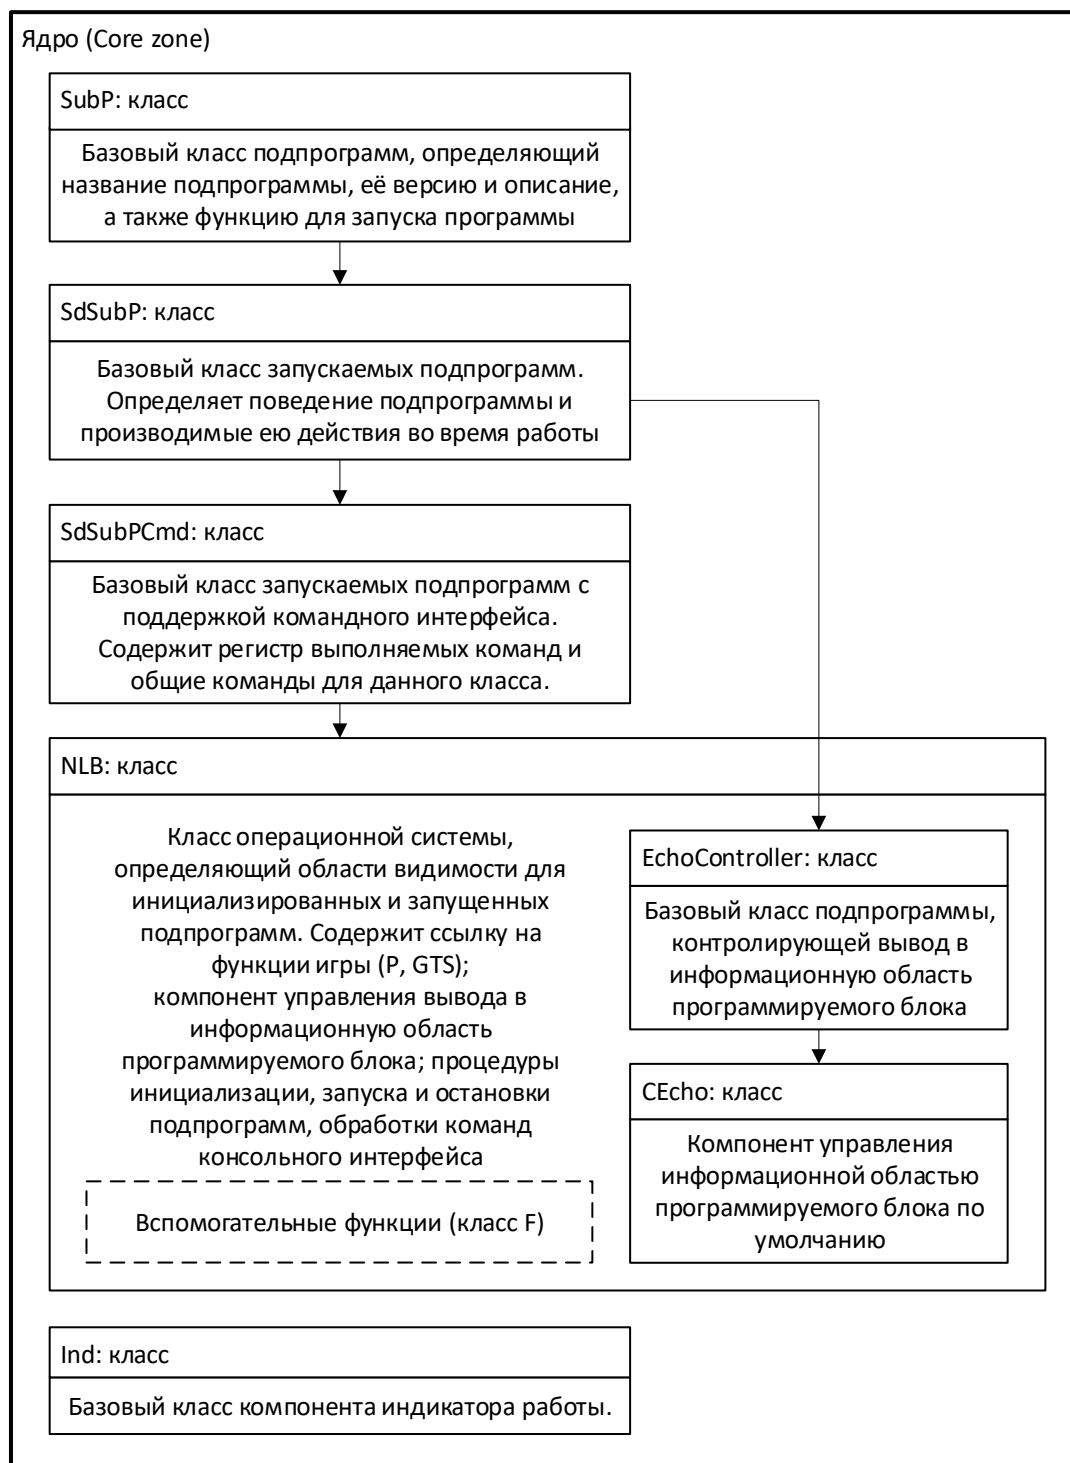 Ядро (Core zone)
SubP: класс
Базовый класс подпрограмм, определяющий
название подпрограммы, её версию и описание,
а также функцию для запуска программы
SdSubP: класс
Базовый класс запускаемых подпрограмм.
Определяет поведение подпрограммы и
производимые ею действия во время работы
SdSubPCmd: класс
Базовый класс запускаемых подпрограмм с
поддержкой командного интерфейса.
Содержит регистр выполняемых команд и
общие команды для данного класса.
NLB: класс
Класс операционной системы,
определяющий области видимости для
инициализированных и запущенных
подпрограмм. Содержит ссылку на
функции игры (P, GTS);
компонент управления вывода в
информационную область
программируемого блока; процедуры
инициализации, запуска и остановки
подпрограмм, обработки команд
консольного интерфейса
Вспомогательные функции (класс F)
EchoController: класс
Базовый класс подпрограммы,
контролирующей вывод в
информационную область
программируемого блока
CEcho: класс
Компонент управления
информационной областью
программируемого блока по
умолчанию
Ind: класс
Базовый класс компонента индикатора работы.